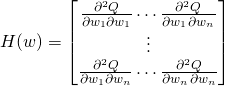 H(w) = [ ∂²Q/∂w₁∂w₁ ⋯ ∂²Q/∂w₁∂wₙ
⋮
∂²Q/∂w₁∂wₙ ⋯ ∂²Q/∂wₙ∂wₙ ]